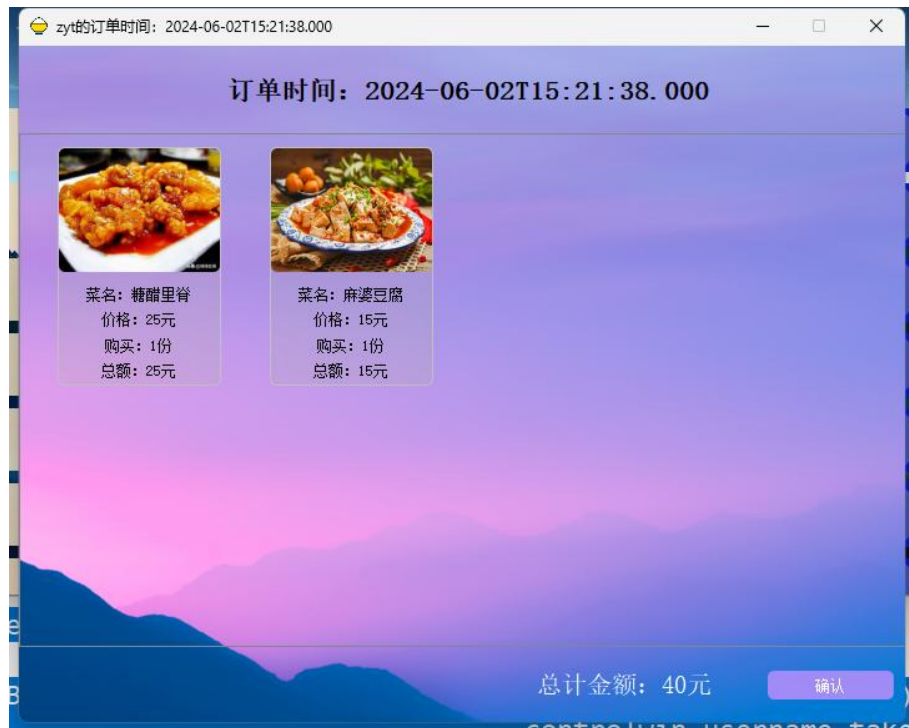 zyt的订单时间：2024-06-02T15:21:38.000
订单时间：2024-06-02T15:21:38.000
菜名：糖醋里脊
价格：25元
购买：1份
总额：25元
菜名：麻婆豆腐
价格：15元
购买：1份
总额：15元
总计金额：40元
确认